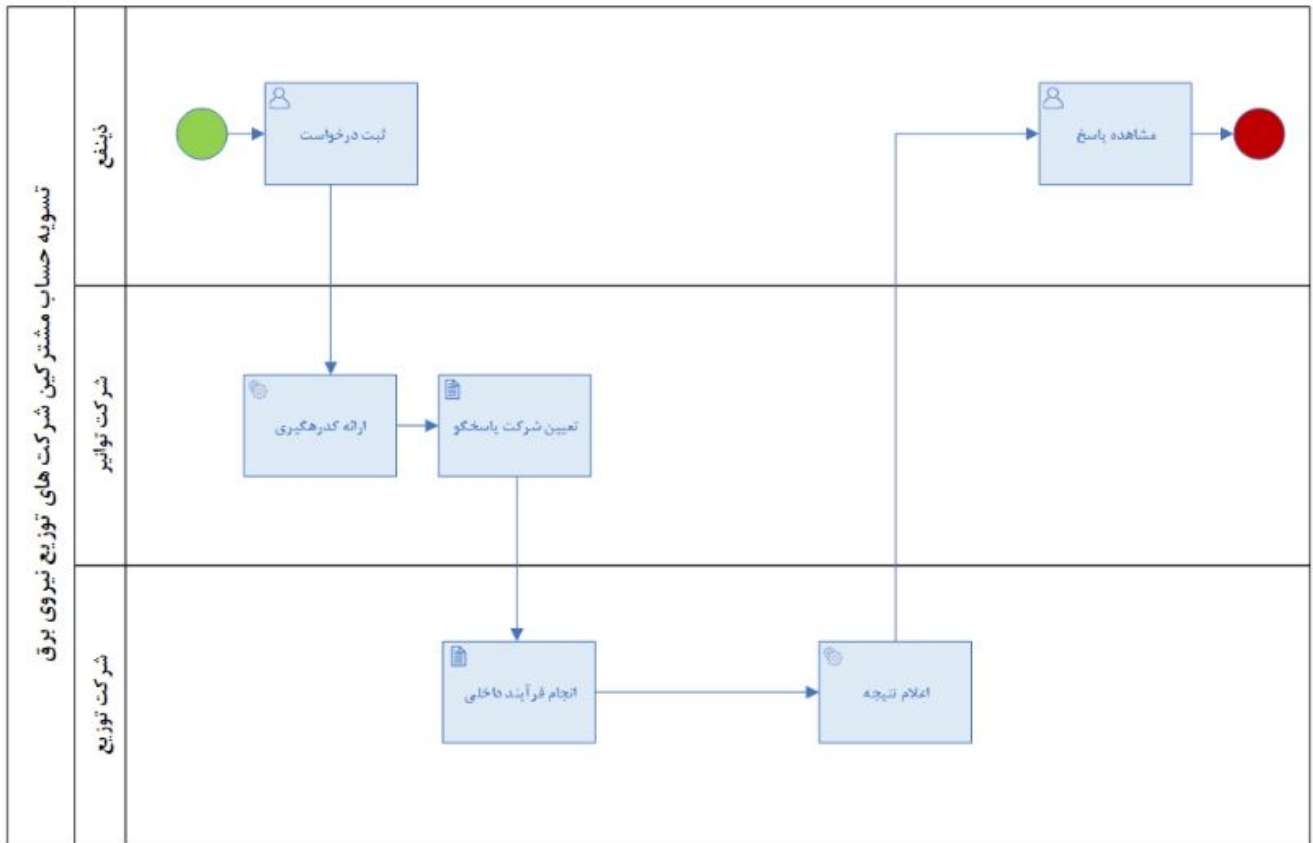 تسویه حساب مشترکین شرکت های توزیع نیروی برق
ذینفع
ثبت درخواست
مشاهده پاسخ
شرکت توانیر
ارائه کدرهگیری
تعیین شرکت پاسخگو
شرکت توزیع
انجام فرآیند داخلی
اعلام نتیجه